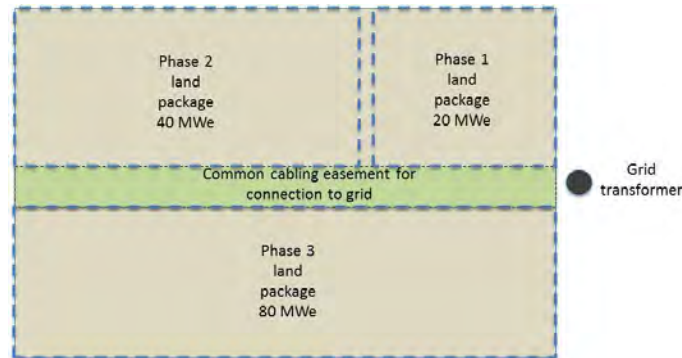 Phase 2
land
package
40 MWe
Phase 1
land
package
20 MWe
Common cabling easement for
connection to grid
Grid
transformer
Phase 3
land
package
80 MWe